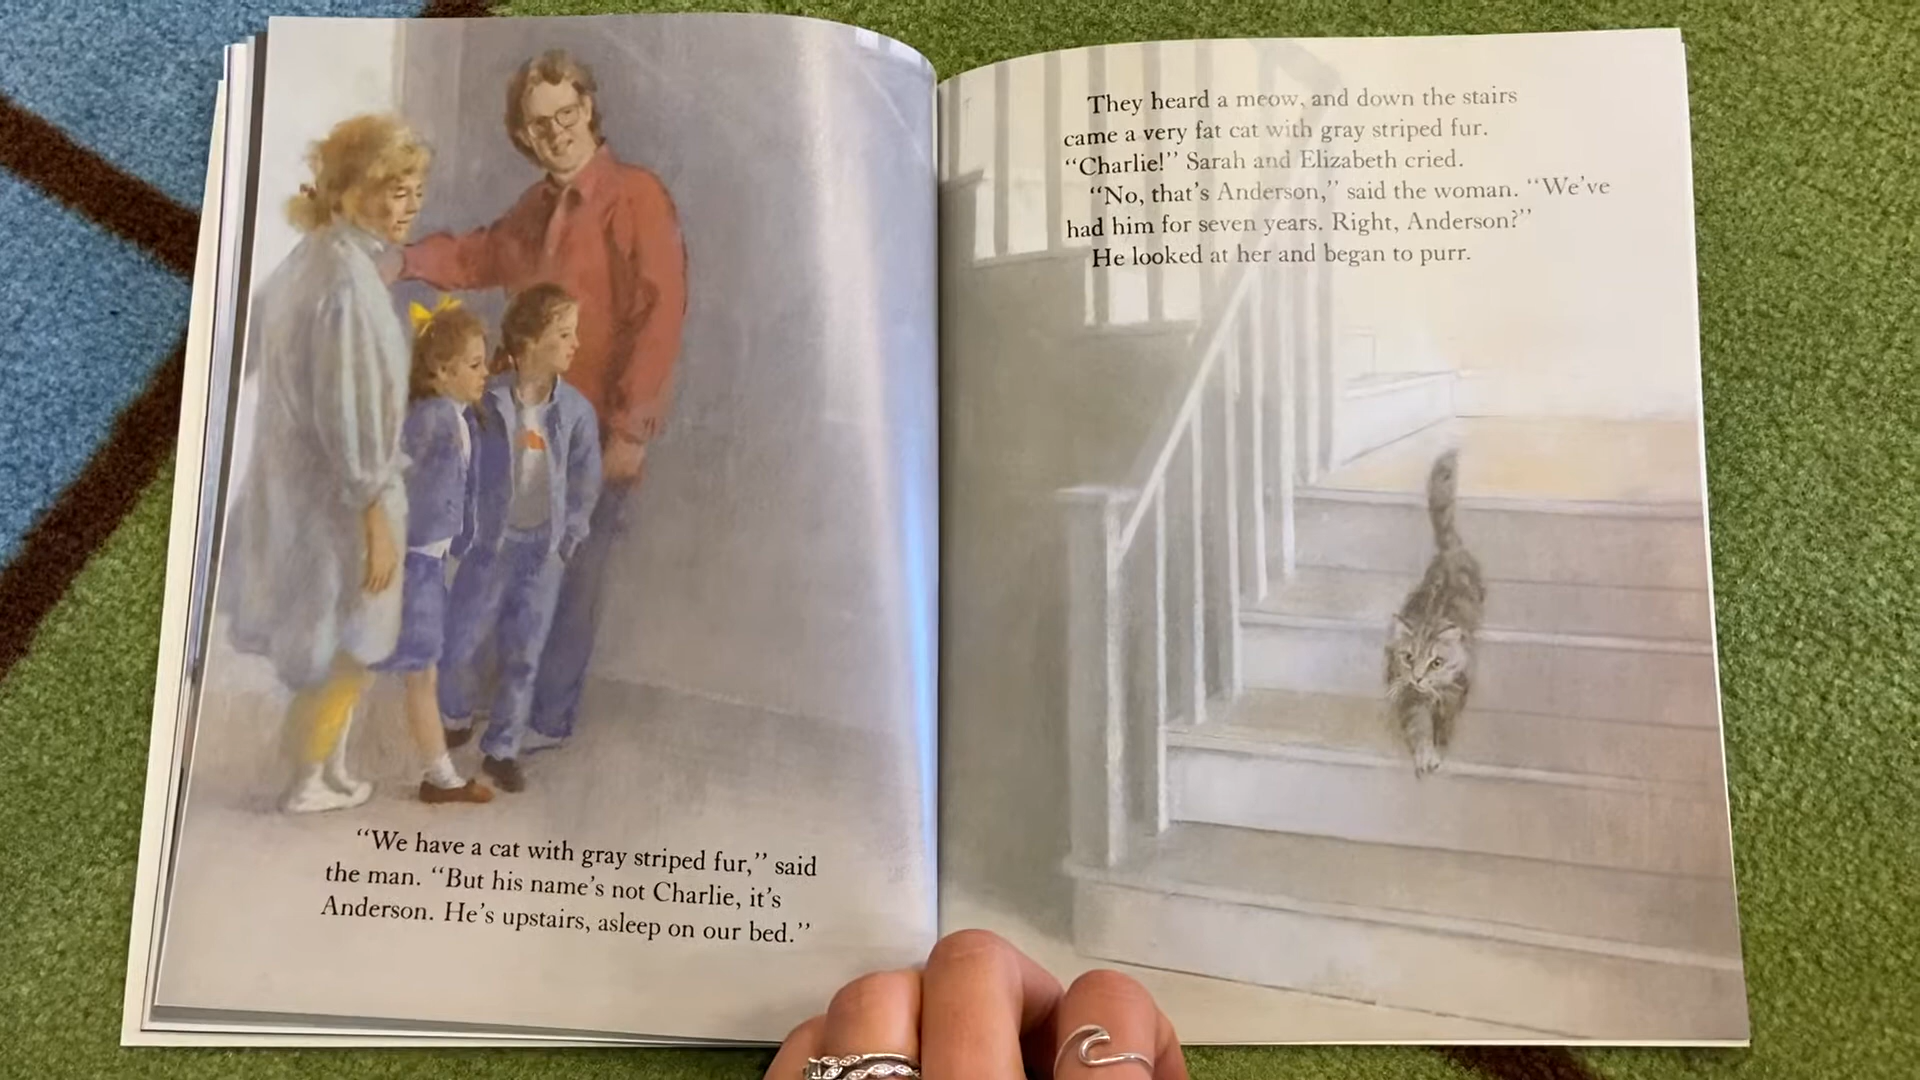 “We have a cat with gray striped fur,” said
the man. “But his name’s not Charlie, it’s
Anderson. He’s upstairs, asleep on our bed.”
They heard a meow, and down the stairs
came a very fat cat with gray striped fur.
“Charlie!” Sarah and Elizabeth cried.
“No, that’s Anderson,” said the woman. “We’ve
had him for seven years. Right, Anderson?”
He looked at her and began to purr.